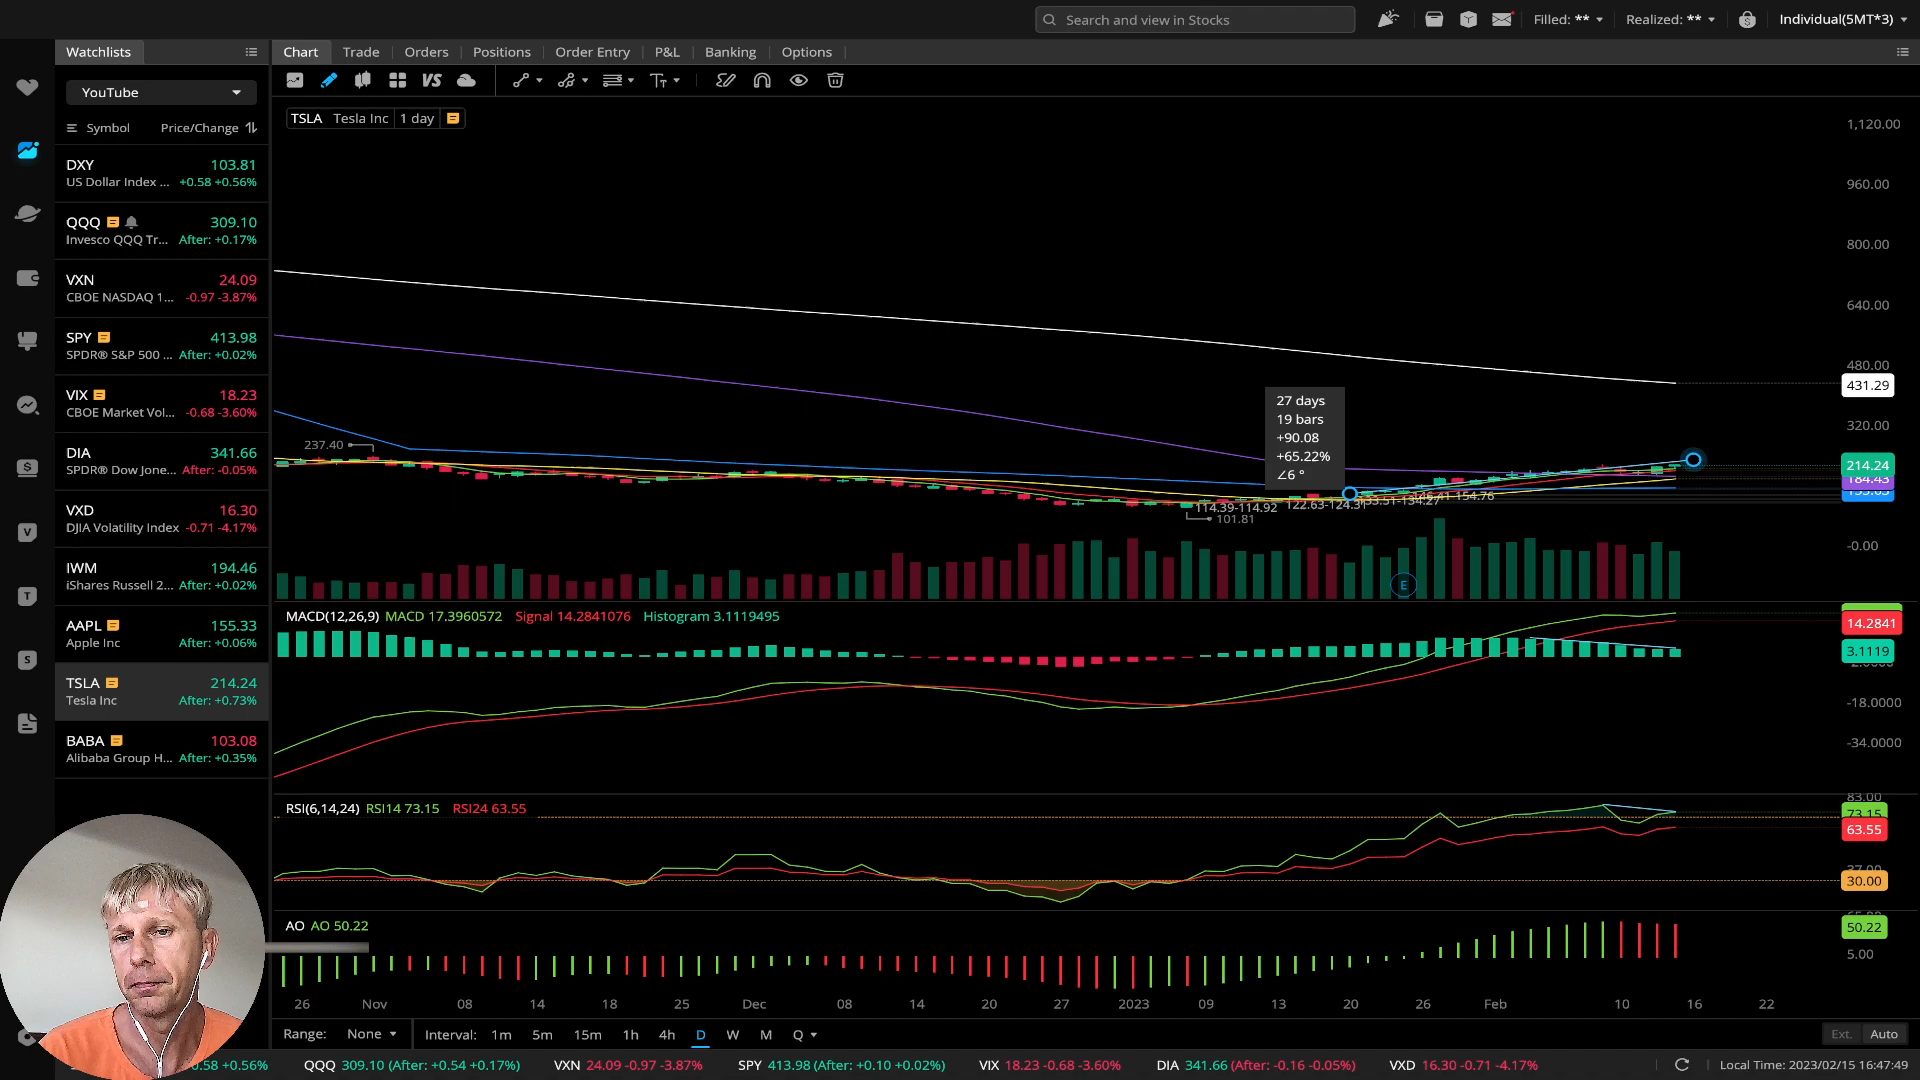 Search and view in Stocks
Filled: **
Realized: **
Individual(5MT*3)
Watchlists
Chart Trade Orders Positions Order Entry P&L Banking Options
YouTube
VS
Symbol Price/Change
TSLA Tesla Inc 1 day
DXY 103.81
US Dollar Index ... +0.58 +0.56%
QQQ 309.10
Invesco QQQ Tr... After: +0.17%
VXN 24.09
CBOE NASDAQ 1... -0.97 -3.87%
SPY 413.98
SPDR® S&P 500 ... After: +0.02%
VIX 18.23
CBOE Market Vol... -0.68 -3.60%
DIA 341.66
SPDR® Dow Jone... After: -0.05%
VXD 16.30
DJIA Volatility Index -0.71 -4.17%
IWM 194.46
iShares Russell 2... After: +0.02%
AAPL 155.33
Apple Inc After: +0.06%
TSLA 214.24
Tesla Inc After: +0.73%
BABA 103.08
Alibaba Group H... After: +0.35%
1,120.00
960.00
800.00
640.00
480.00
431.29
320.00
214.24
184.43
-0.00
237.40
27 days
19 bars
+90.08
+65.22%
∠6 °
114.39-114.92
122.63-124.31
101.81
E
MACD(12,26,9) MACD 17.3960572 Signal 14.2841076 Histogram 3.1119495
14.2841
3.1119
-18.0000
-34.0000
RSI(6,14,24) RSI14 73.15 RSI24 63.55
83.00
73.15
63.55
30.00
AO AO 50.22
50.22
5.00
26 Nov 08 14 18 25 Dec 08 14 20 27 2023 09 13 20 26 Feb 10 16 22
Range: None Interval: 1m 5m 15m 1h 4h D W M Q
Ext. Auto
0.58 +0.56% QQQ 309.10 (After: +0.54 +0.17%) VXN 24.09 -0.97 -3.87% SPY 413.98 (After: +0.10 +0.02%) VIX 18.23 -0.68 -3.60% DIA 341.66 (After: -0.16 -0.05%) VXD 16.30 -0.71 -4.17%
Local Time: 2023/02/15 16:47:49